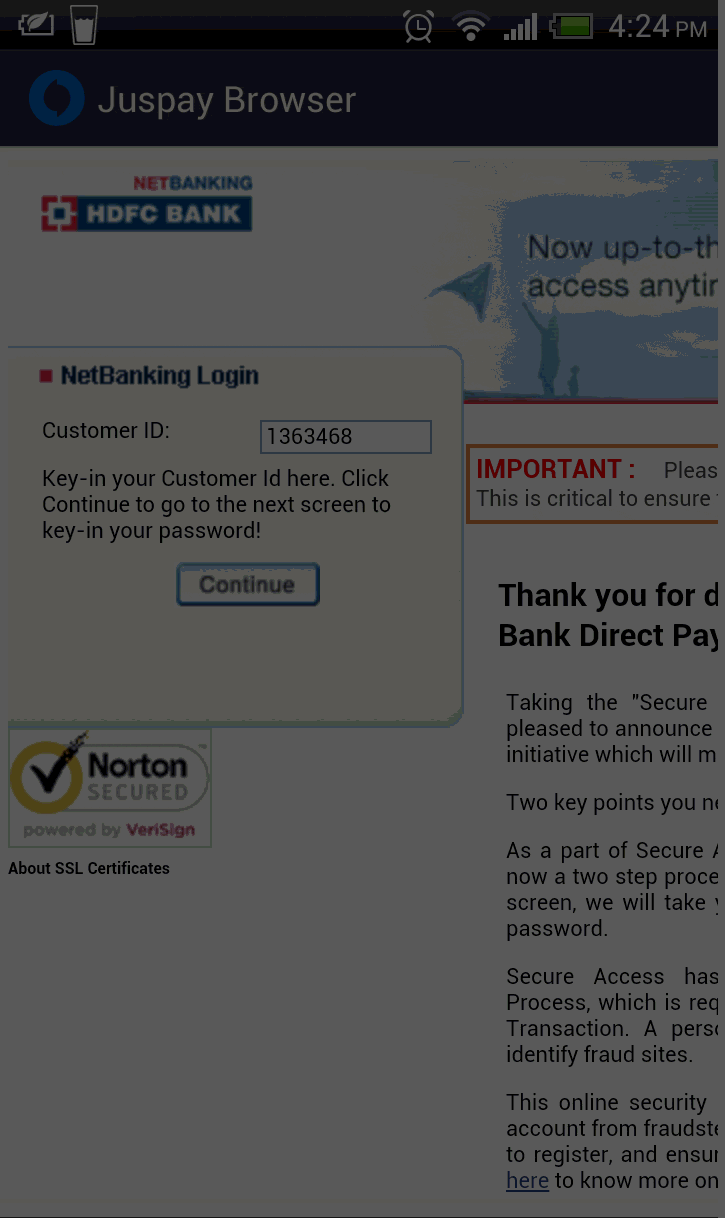 4:24 PM
Juspay Browser
NETBANKING
HDFC BANK
Now up-to-th
access anytin
NetBanking Login
Customer ID:
1363468
Key-in your Customer Id here. Click
Continue to go to the next screen to
key-in your password!
Continue
IMPORTANT : Pleas
This is critical to ensure
Thank you for d
Bank Direct Pay
Taking the "Secure
pleased to announce
initiative which will m
Two key points you ne
As a part of Secure A
now a two step proce
screen, we will take y
password.
Secure Access has
Process, which is req
Transaction. A perso
identify fraud sites.
This online security
account from fraudste
to register, and ensur
here to know more on
Norton
SECURED
powered by VeriSign
About SSL Certificates